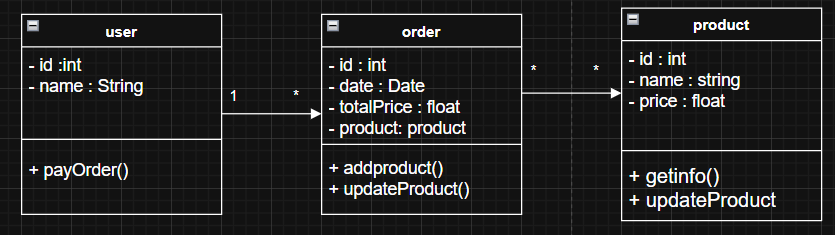 user
- id :int
- name : String
+ payOrder()
1
*
order
- id : int
- date : Date
- totalPrice : float
- product: product
+ addproduct()
+ updateProduct()
*
*
product
- id : int
- name : string
- price : float
+ getinfo()
+ updateProduct